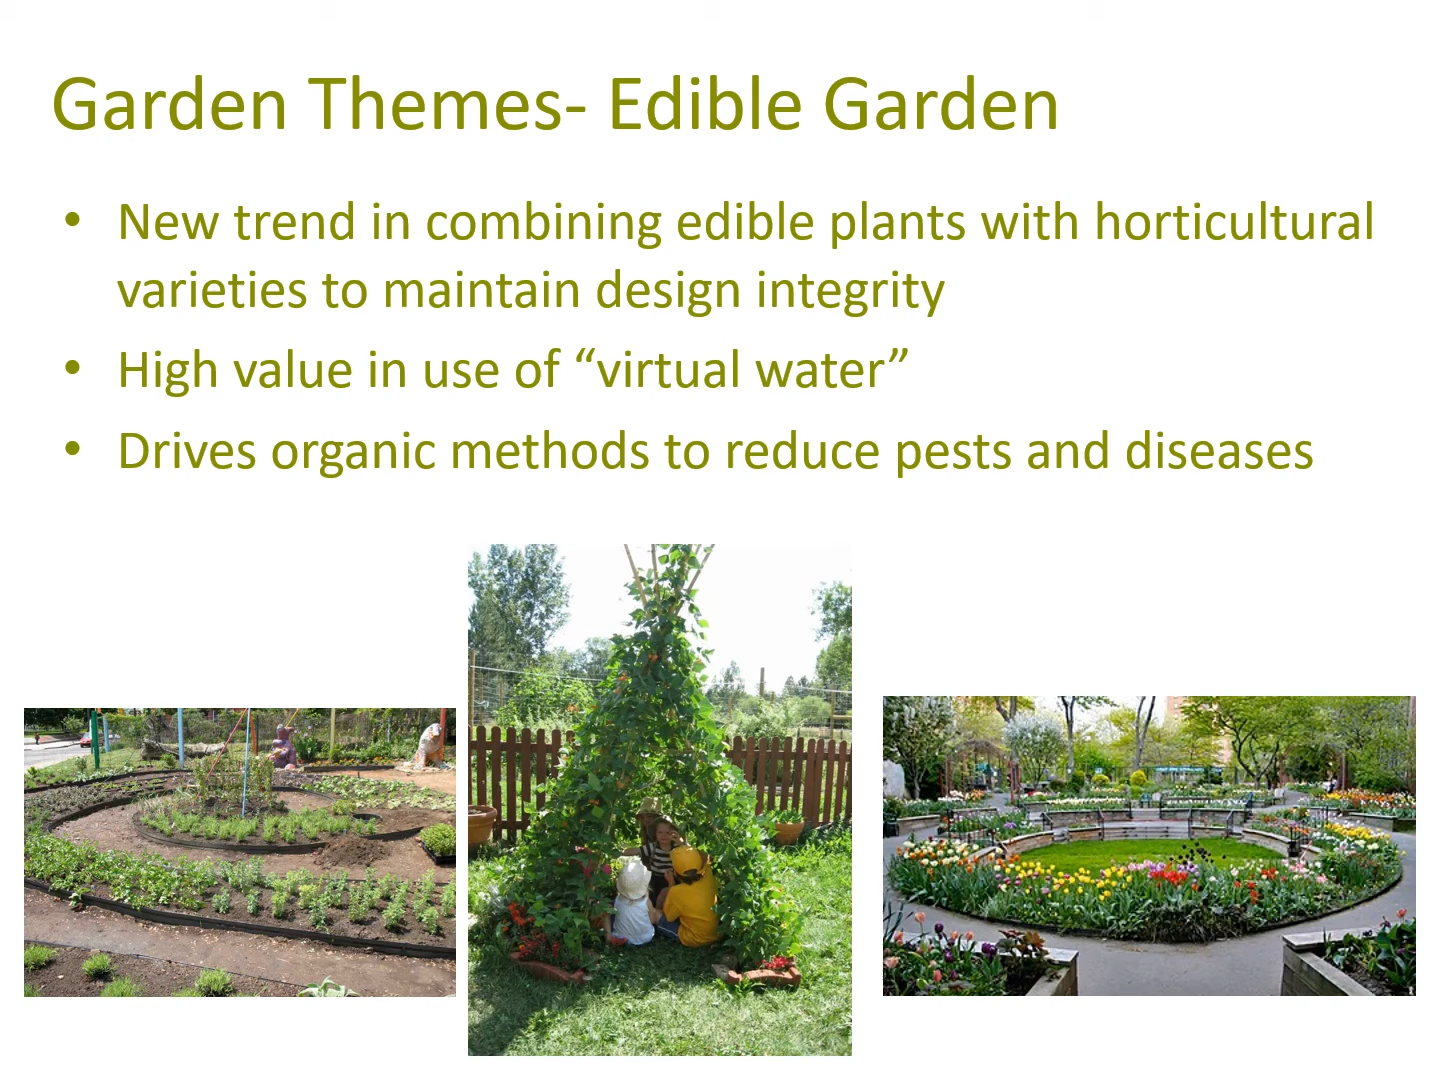 Garden Themes- Edible Garden
• New trend in combining edible plants with horticultural
varieties to maintain design integrity
• High value in use of “virtual water”
• Drives organic methods to reduce pests and diseases